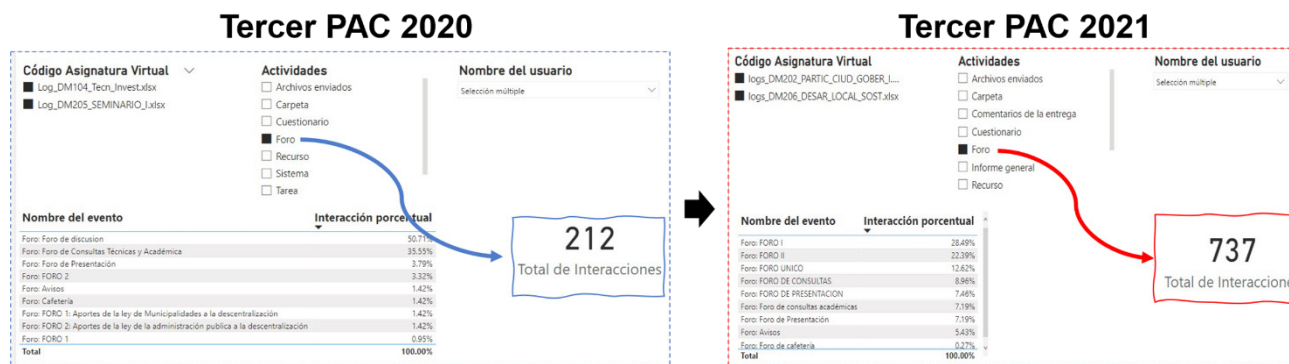 Tercer PAC 2020
Código Asignatura Virtual
Log_DM104_Tecn_Invest.xlsx
Log_DM205_SEMINARIO_I.xlsx
Actividades
Archivos enviados
Carpeta
Cuestionario
Foro
Recurso
Sistema
Tarea
Nombre del usuario
Selección múltiple
Nombre del evento Interacción porcentual
Foro: Foro de discusion 50.71%
Foro: Foro de Consultas Técnicas y Académica 35.55%
Foro: Foro de Presentación 3.79%
Foro: FORO 2 3.32%
Foro: Avisos 1.42%
Foro: Cafetería 1.42%
Foro: FORO 1: Aportes de la ley de Municipalidades a la descentralización 1.42%
Foro: FORO 2: Aportes de la ley de la administración publica a la descentralización 1.42%
Foro: FORO 1 0.95%
Total 100.00%
212
Total de Interacciones
Tercer PAC 2021
Código Asignatura Virtual
logs_DM202_PARTIC_CIUD_GOBER_I....
logs_DM206_DESAR_LOCAL_SOST.xlsx
Actividades
Archivos enviados
Carpeta
Comentarios de la entrega
Cuestionario
Foro
Informe general
Recurso
Nombre del usuario
Selección múltiple
Nombre del evento Interacción porcentual
Foro: FORO I 28.49%
Foro: FORO II 22.39%
Foro: FORO UNICO 12.62%
Foro: FORO DE CONSULTAS 8.96%
Foro: FORO DE PRESENTACION 7.46%
Foro: Foro de consultas académicas 7.19%
Foro: Foro de Presentación 7.19%
Foro: Avisos 5.43%
Foro: Foro de cafetería 0.27%
Total 100.00%
737
Total de Interaccione